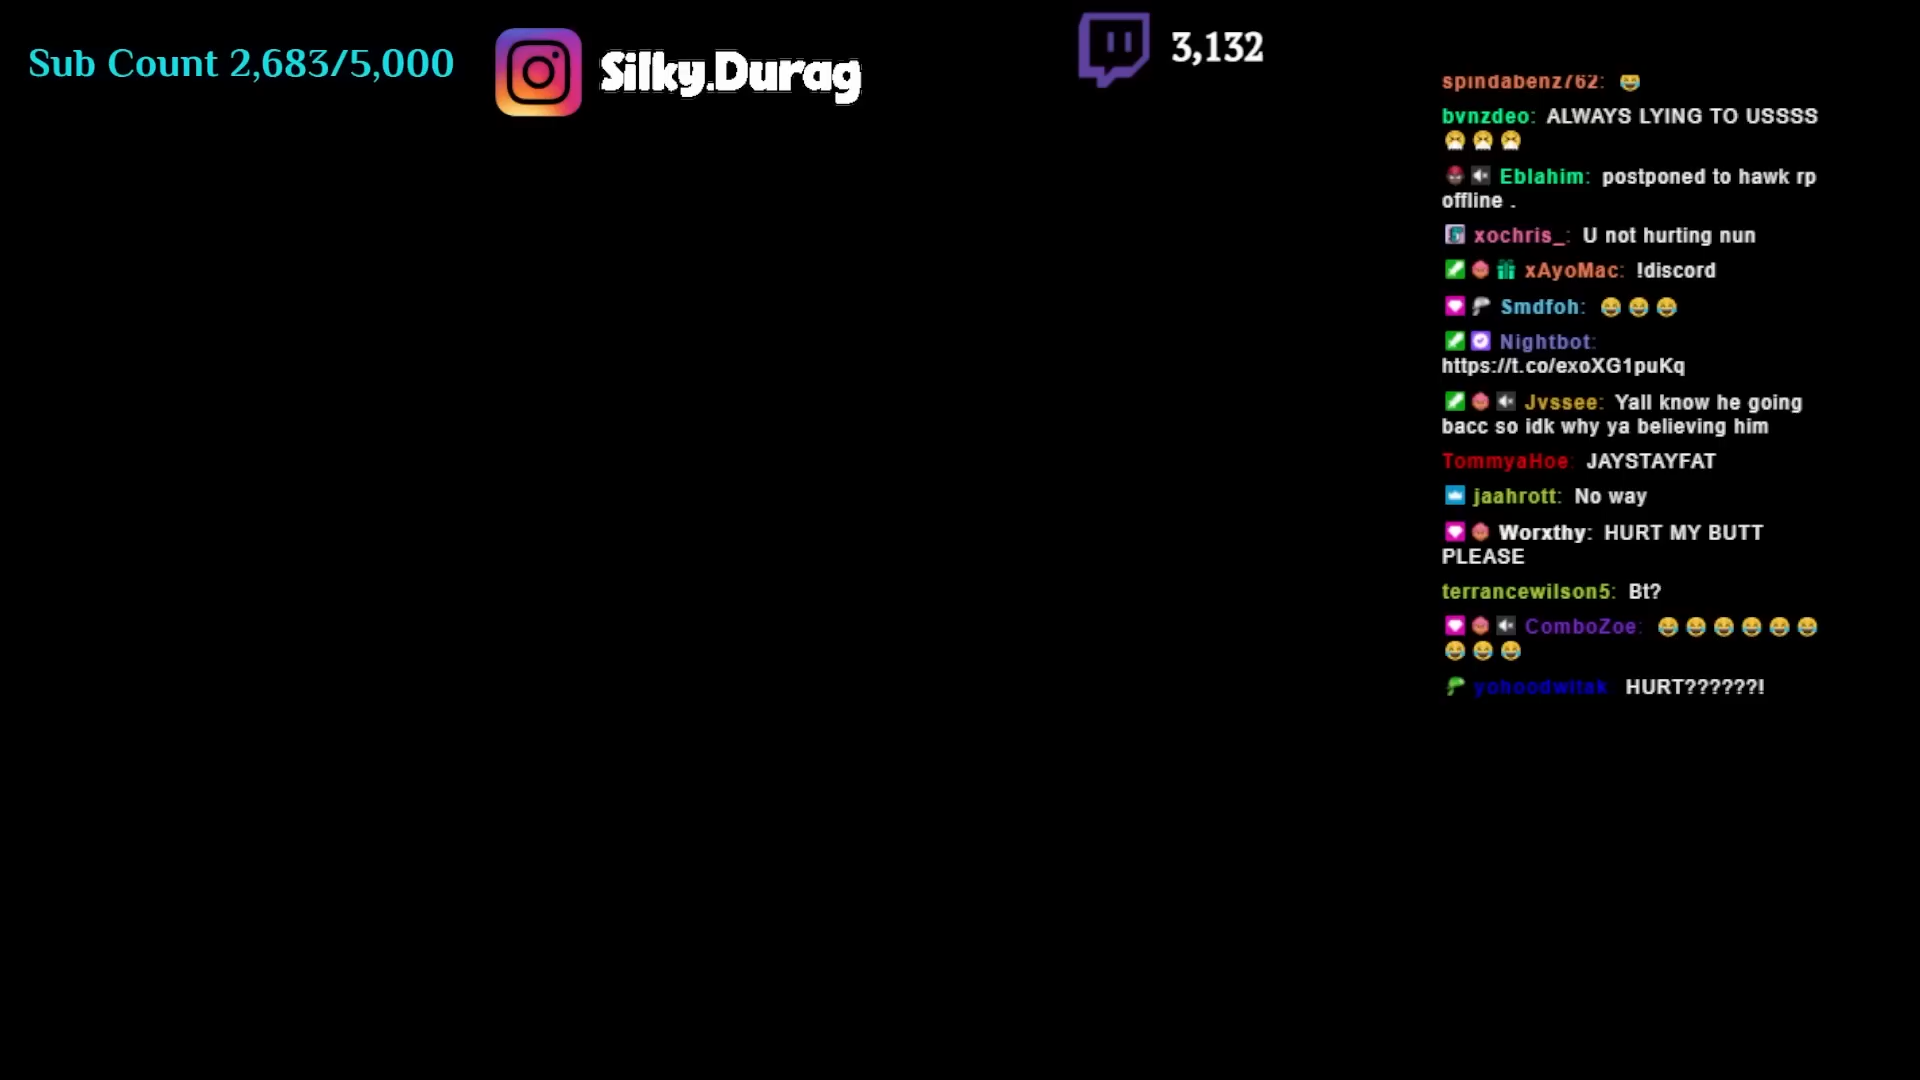 Sub Count 2,683/5,000
Silky.Durag
3,132
spindabenz762: 😂
bvnzdeo: ALWAYS LYING TO USSSS
😤 😤 😤
Eblahim: postponed to hawk rp
offline .
xochris_: U not hurting nun
xAyoMac: !discord
Smdfoh: 😂 😂 😂
Nightbot:
https://t.co/exoXG1puKq
Jvssee: Yall know he going
bacc so idk why ya believing him
TommyaHoe: JAYSTAYFAT
jaahrott: No way
Worxthy: HURT MY BUTT
PLEASE
terrancewilson5: Bt?
ComboZoe: 😂 😂 😂 😂 😂 😂
😂 😂 😂
yohoodwitak: HURT??????!